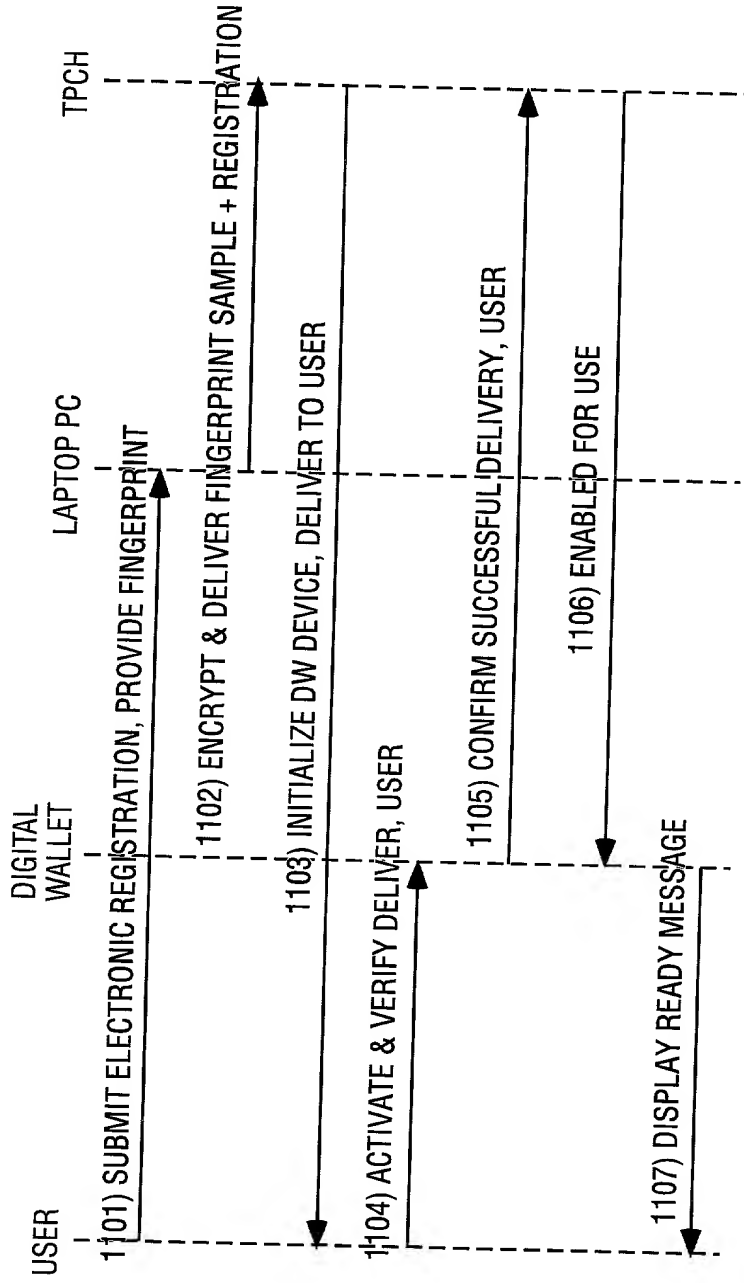 USER
DIGITAL
WALLET
LAPTOP PC
TPCH
1101) SUBMIT ELECTRONIC REGISTRATION, PROVIDE FINGERPRINT
1102) ENCRYPT & DELIVER FINGERPRINT SAMPLE + REGISTRATION
1103) INITIALIZE DW DEVICE, DELIVER TO USER
1104) ACTIVATE & VERIFY DELIVER, USER
1105) CONFIRM SUCCESSFUL DELIVERY, USER
1106) ENABLED FOR USE
1107) DISPLAY READY MESSAGE